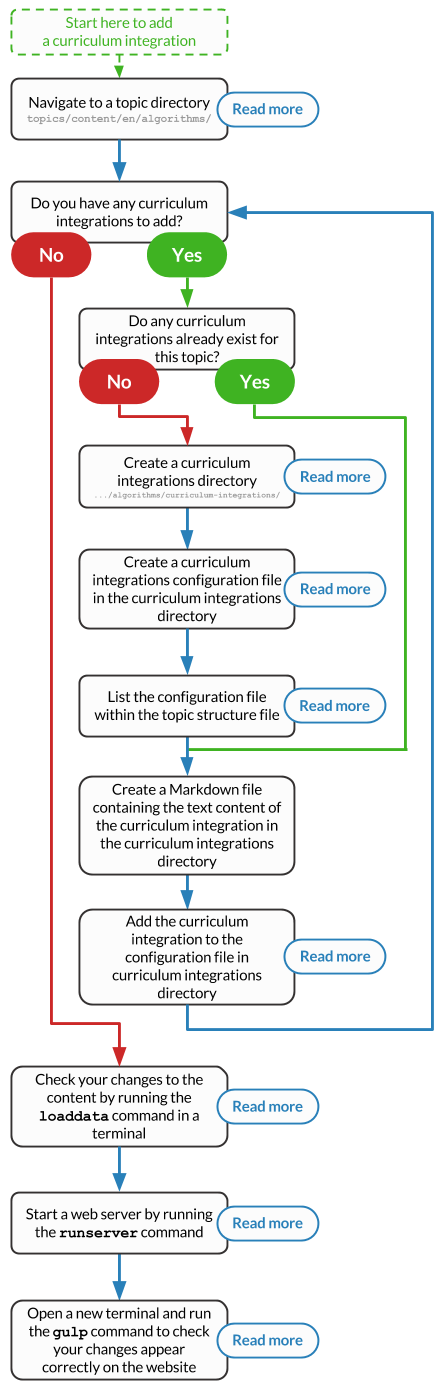 Start here to add
a curriculum integration
Navigate to a topic directory
topics/content/en/algorithms/
Read more
Do you have any curriculum
integrations to add?
No
Yes
Do any curriculum
integrations already exist for
this topic?
No
Yes
Create a curriculum
integrations directory
.../algorithms/curriculum-integrations/
Read more
Create a curriculum
integrations configuration file
in the curriculum integrations
directory
Read more
List the configuration file
within the topic structure file
Read more
Create a Markdown file
containing the text content of
the curriculum integration in
the curriculum integrations
directory
Add the curriculum
integration to the
configuration file in
curriculum integrations
directory
Read more
Check your changes to the
content by running the
loaddata command in a
terminal
Read more
Start a web server by running
the runserver command
Read more
Open a new terminal and run
the gulp command to check
your changes appear
correctly on the website
Read more